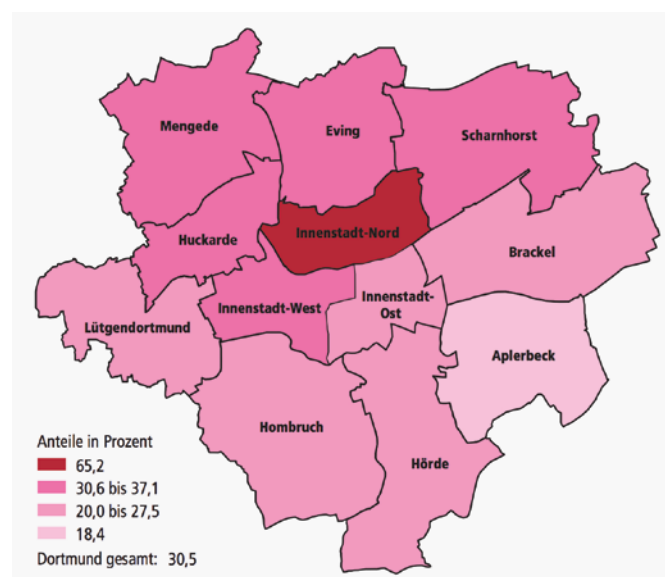 Mengede
Eving
Scharnhorst
Huckarde
Innenstadt-Nord
Brackel
Innenstadt-West
Innenstadt-
Ost
Lütgendortmund
Aplerbeck
Hombruch
Hörde
Anteile in Prozent
65,2
30,6 bis 37,1
20,0 bis 27,5
18,4
Dortmund gesamt: 30,5